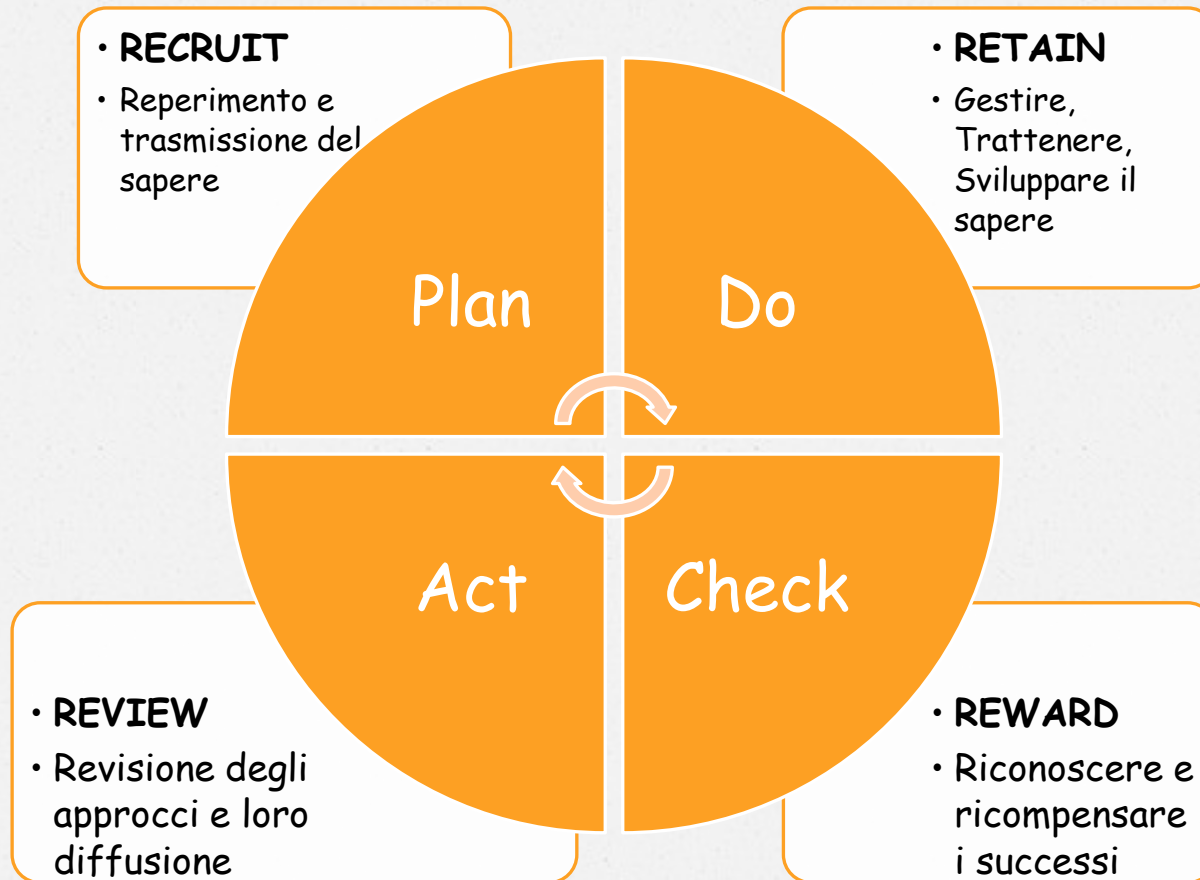 • RECRUIT
• Reperimento e
trasmissione del
sapere
• RETAIN
• Gestire,
Trattenere,
Sviluppare il
sapere
Plan
Do
Act
Check
• REVIEW
• Revisione degli
approcci e loro
diffusione
• REWARD
• Riconoscere e
ricompensare
i successi